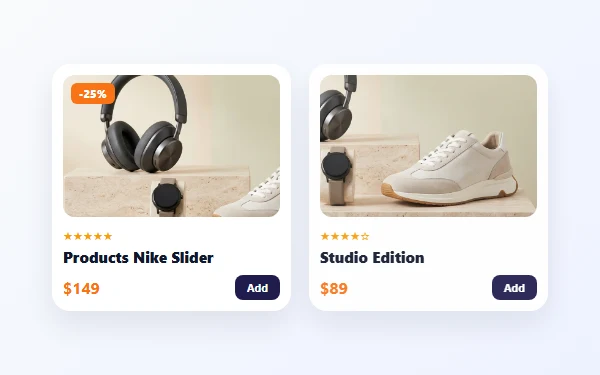 -25%
★★★★★
Products Nike Slider
$149
Add
★★★★☆
Studio Edition
$89
Add